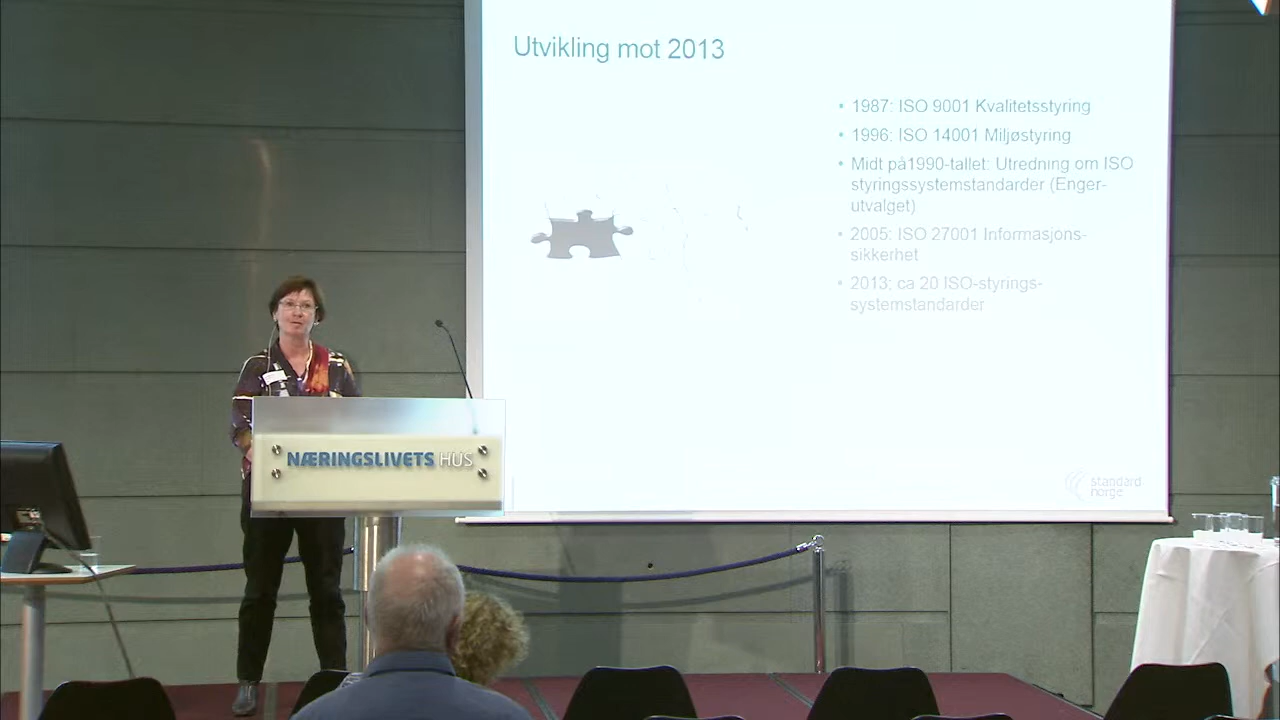 Utvikling mot 2013
• 1987: ISO 9001 Kvalitetsstyring
• 1996: ISO 14001 Miljøstyring
• Midt på1990-tallet: Utredning om ISO
styringssystemstandarder (Enger-
utvalget)
• 2005: ISO 27001 Informasjons-
sikkerhet
• 2013: ca 20 ISO-styrings-
systemstandarder
NÆRINGSLIVETS HUS
standard
norge